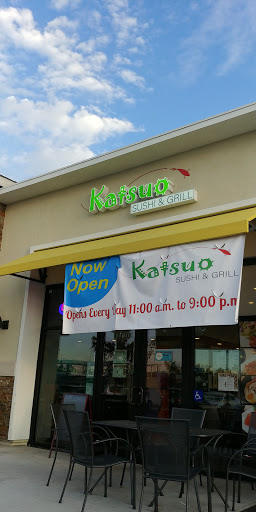 Katsuo
SUSHI & GRILL
Now
Open
Katsuo
SUSHI & GRILL
Opens Every Day 11:00 a.m. to 9:00 p.m